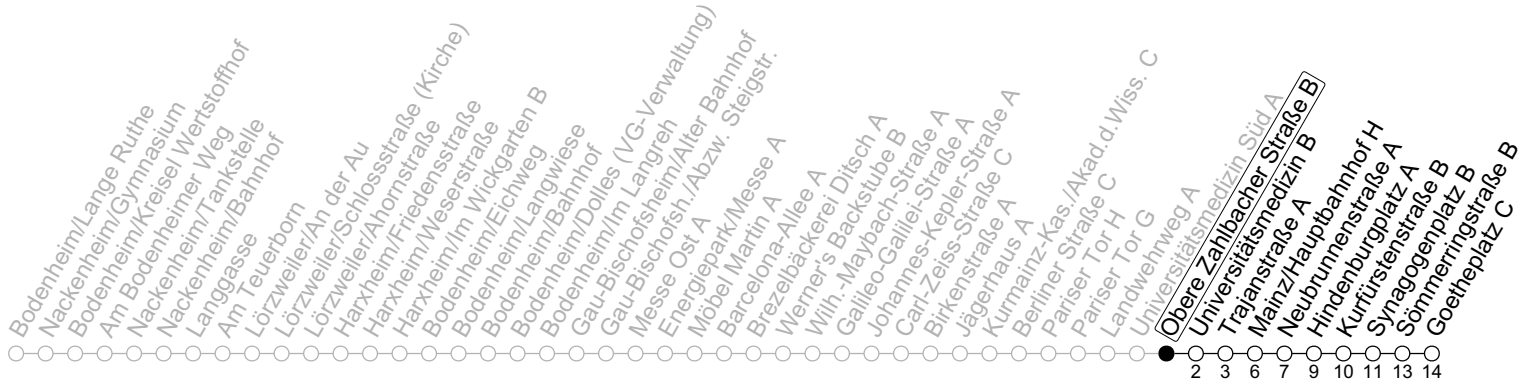 Bodenheim/Lange Ruthe
Nackenheim/Gymnasium
Bodenheim/Kreisel Wertstoffhof
Am Bodenheimer Weg
Nackenheim/Tankstelle
Nackenheim/Bahnhof
Langgasse
Am Teuerborn
Lörzweiler/An der Au
Lörzweiler/Schlossstraße (Kirche)
Lörzweiler/Ahornstraße
Harxheim/Friedensstraße
Harxheim/Weserstraße
Harxheim/Im Wickgarten B
Bodenheim/Eichweg
Bodenheim/Langwiese
Bodenheim/Bahnhof
Bodenheim/Dolles (VG-Verwaltung)
Bodenheim/Im Langreh
Gau-Bischofsheim/Alter Bahnhof
Gau-Bischofsh./Abzw. Steigstr.
Messe Ost A
Energiepark/Messe A
Möbel Martin A
Barcelona-Allee A
Brezelbäckerei Ditsch A
Werner's Backstube B
Wilh.-Maybach-Straße A
Galileo-Galilei-Straße A
Johannes-Kepler-Straße A
Carl-Zeiss-Straße C
Birkenstraße A
Jägerhaus A
Kurmainz-Kas./Akad.d.Wiss. C
Berliner Straße C
Pariser Tor H
Pariser Tor G
Landwehrweg A
Universitätsmedizin Süd A
Obere Zahlbacher Straße B
Universitätsmedizin B
Trajanstraße A
Mainz/Hauptbahnhof H
Neubrunnenstraße A
Hindenburgplatz A
Kurfürstenstraße B
Synagogenplatz B
Sömmerringstraße B
Goetheplatz C
2 3 6 7 9 10 11 13 14